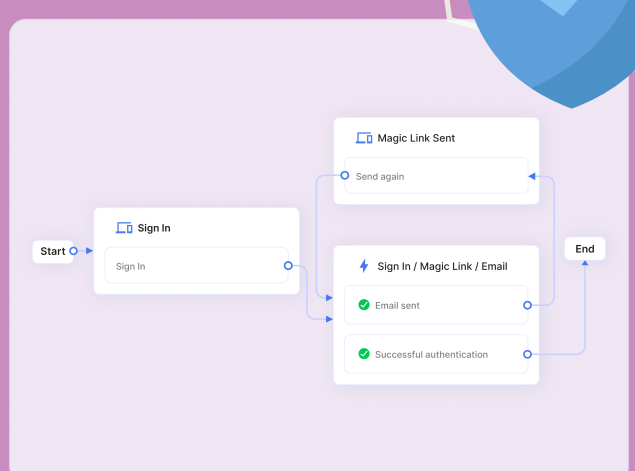 Magic Link Sent
Send again
Sign In
Start
Sign In
Sign In / Magic Link / Email
End
Email sent
Successful authentication